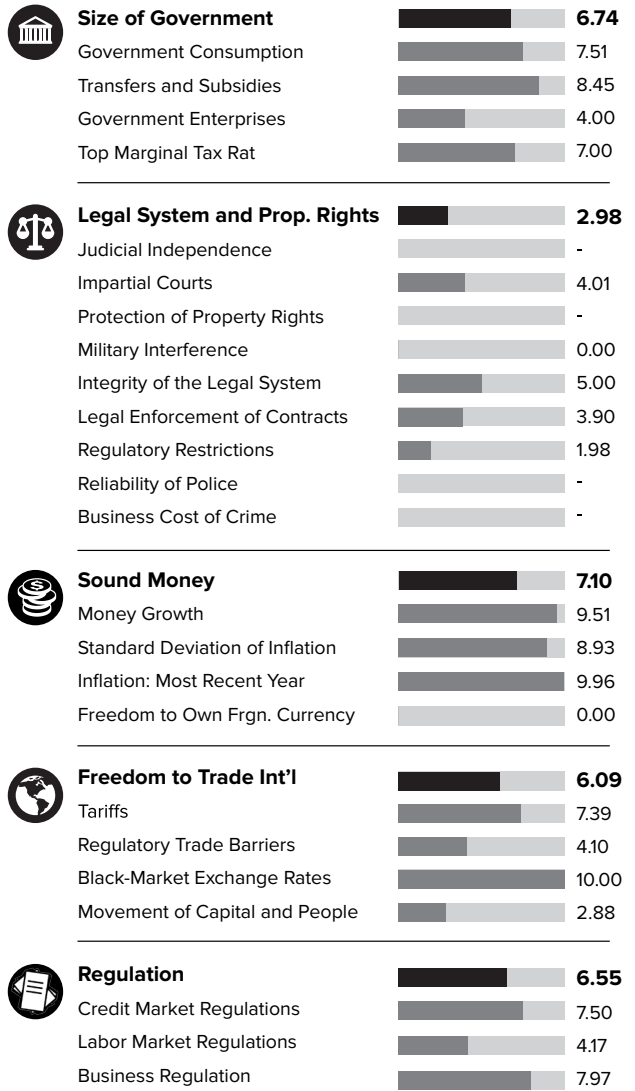 Size of Government 6.74
Government Consumption 7.51
Transfers and Subsidies 8.45
Government Enterprises 4.00
Top Marginal Tax Rat 7.00
Legal System and Prop. Rights 2.98
Judicial Independence -
Impartial Courts 4.01
Protection of Property Rights -
Military Interference 0.00
Integrity of the Legal System 5.00
Legal Enforcement of Contracts 3.90
Regulatory Restrictions 1.98
Reliability of Police -
Business Cost of Crime -
$
Sound Money 7.10
Money Growth 9.51
Standard Deviation of Inflation 8.93
Inflation: Most Recent Year 9.96
Freedom to Own Frgn. Currency 0.00
Freedom to Trade Int'l 6.09
Tariffs 7.39
Regulatory Trade Barriers 4.10
Black-Market Exchange Rates 10.00
Movement of Capital and People 2.88
Regulation 6.55
Credit Market Regulations 7.50
Labor Market Regulations 4.17
Business Regulation 7.97